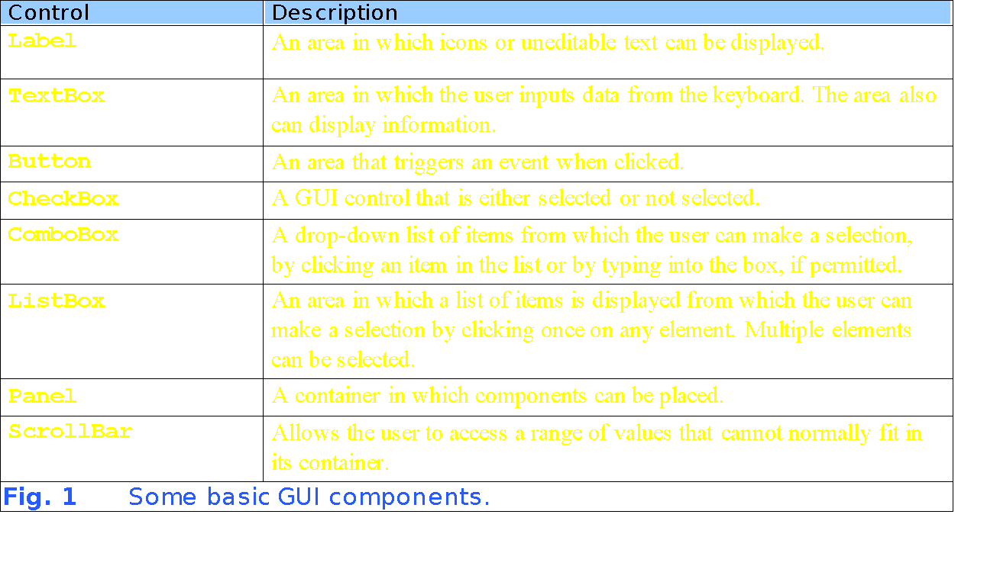 Control Description
Label An area in which icons or uneditable text can be displayed.
TextBox An area in which the user inputs data from the keyboard. The area also
can display information.
Button An area that triggers an event when clicked.
CheckBox A GUI control that is either selected or not selected.
ComboBox A drop-down list of items from which the user can make a selection,
by clicking an item in the list or by typing into the box, if permitted.
ListBox An area in which a list of items is displayed from which the user can
make a selection by clicking once on any element. Multiple elements
can be selected.
Panel A container in which components can be placed.
ScrollBar Allows the user to access a range of values that cannot normally fit in
its container.
Fig. 1 Some basic GUI components.